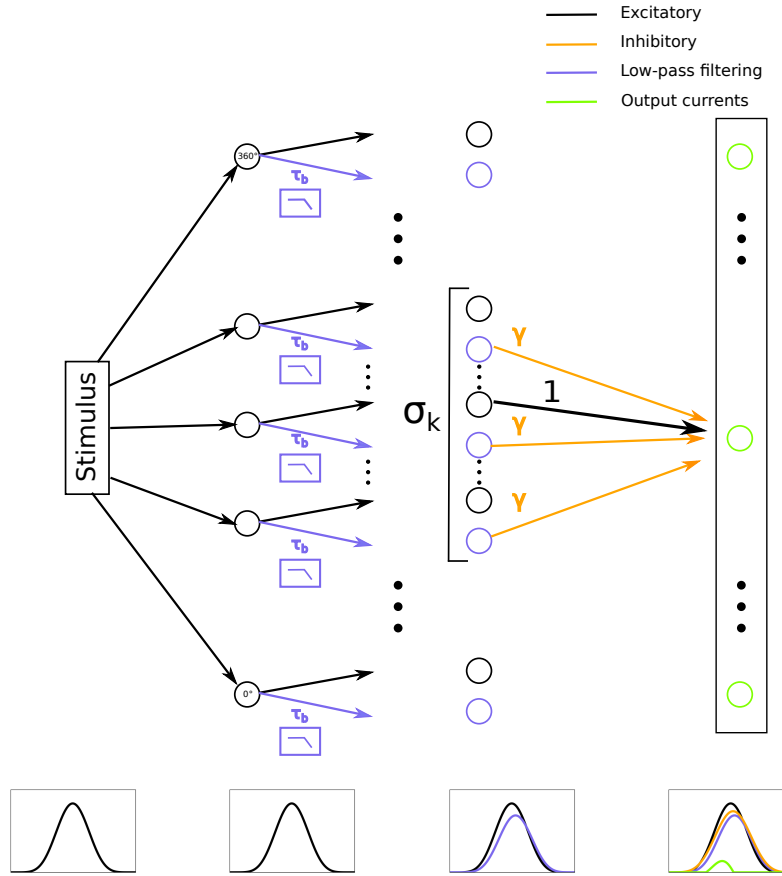 Excitatory
Inhibitory
Low-pass filtering
Output currents
360°
τb
τb
γ
Stimulus
σk
1
τb
γ
γ
τb
0°
τb